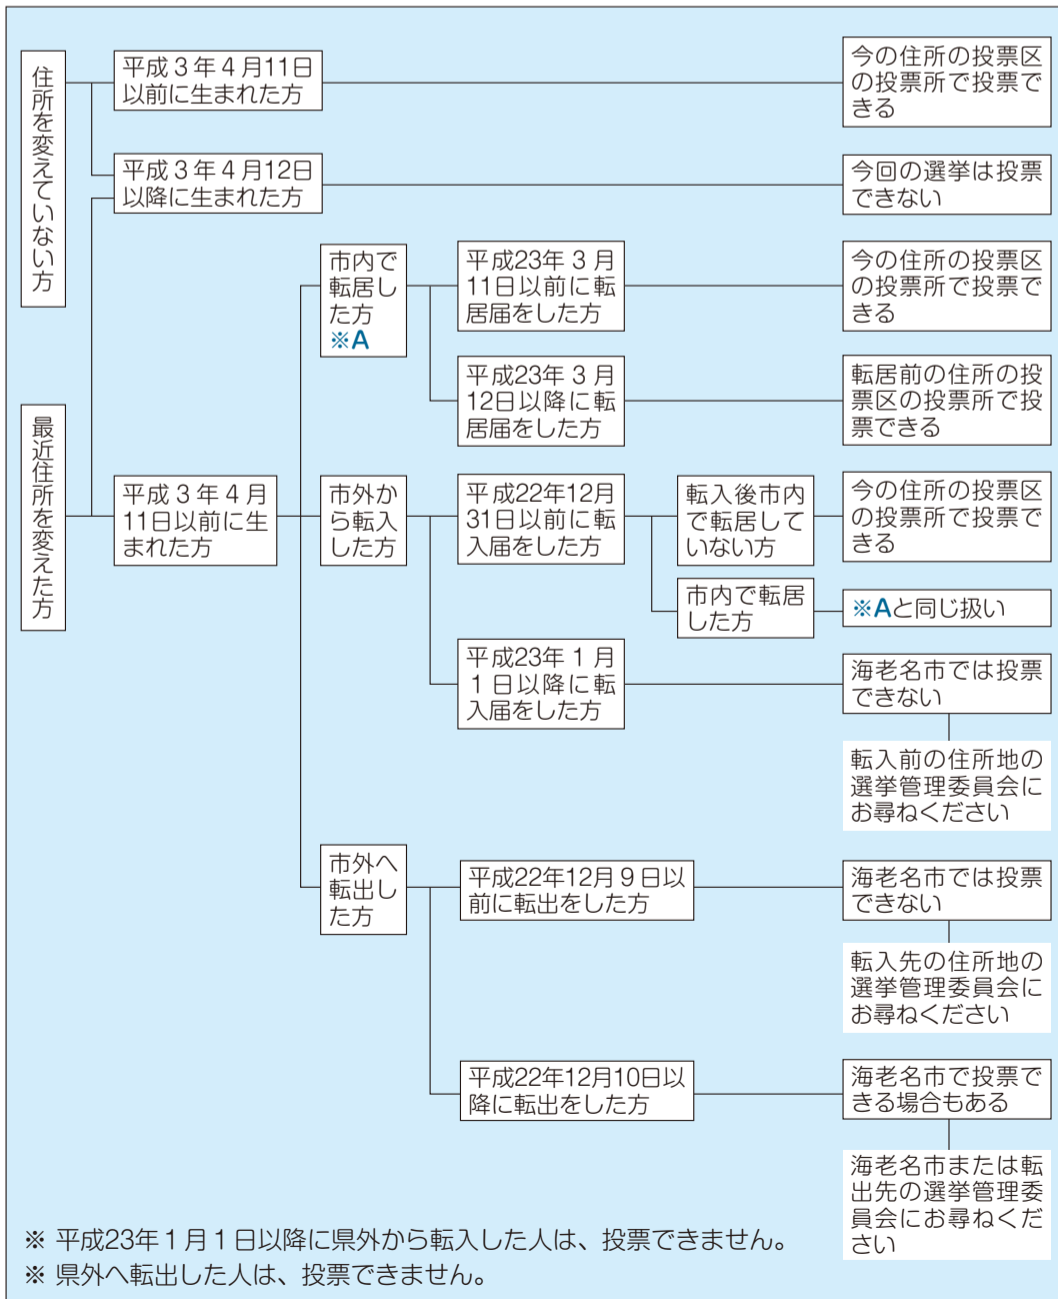 住所を変えていない方
平成３年４月11日
以前に生まれた方
今の住所の投票区
の投票所で投票で
きる
平成３年４月12日
以降に生まれた方
今回の選挙は投票
できない
最近住所を変えた方
平成３年４月
11日以前に生
まれた方
市内で
転居し
た方
※A
平成23年３月
11日以前に転
居届をした方
今の住所の投票区
の投票所で投票で
きる
平成23年３月
12日以降に転
居届をした方
転居前の住所の投
票区の投票所で投
票できる
市外か
ら転入
した方
平成22年12月
31日以前に転
入届をした方
転入後市内
で転居して
いない方
今の住所の投票区
の投票所で投票で
きる
市内で転居
した方
※Aと同じ扱い
平成23年１月
１日以降に転
入届をした方
海老名市では投票
できない
転入前の住所地の
選挙管理委員会に
お尋ねください
市外へ
転出し
た方
平成22年12月９日以
前に転出をした方
海老名市では投票
できない
転入先の住所地の
選挙管理委員会に
お尋ねください
平成22年12月10日以
降に転出をした方
海老名市で投票で
きる場合もある
海老名市または転
出先の選挙管理委
員会にお尋ねくだ
さい
※ 平成23年１月１日以降に県外から転入した人は、投票できません。
※ 県外へ転出した人は、投票できません。